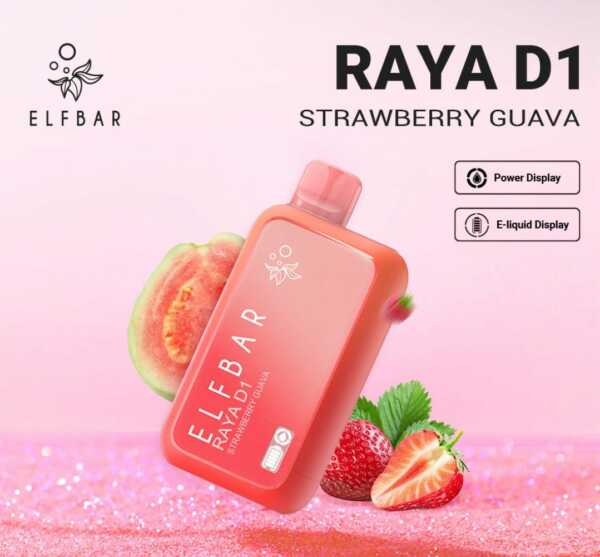 ELFBAR
RAYA D1
STRAWBERRY GUAVA
Power Display
E-liquid Display
ELFBAR
RAYA D1
STRAWBERRY GUAVA